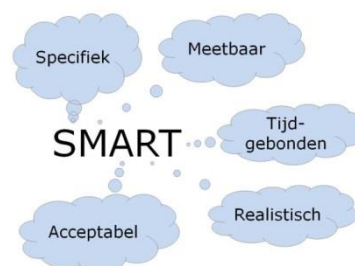 Specifiek
Meetbaar
SMART
Tijd-
gebonden
Acceptabel
Realistisch